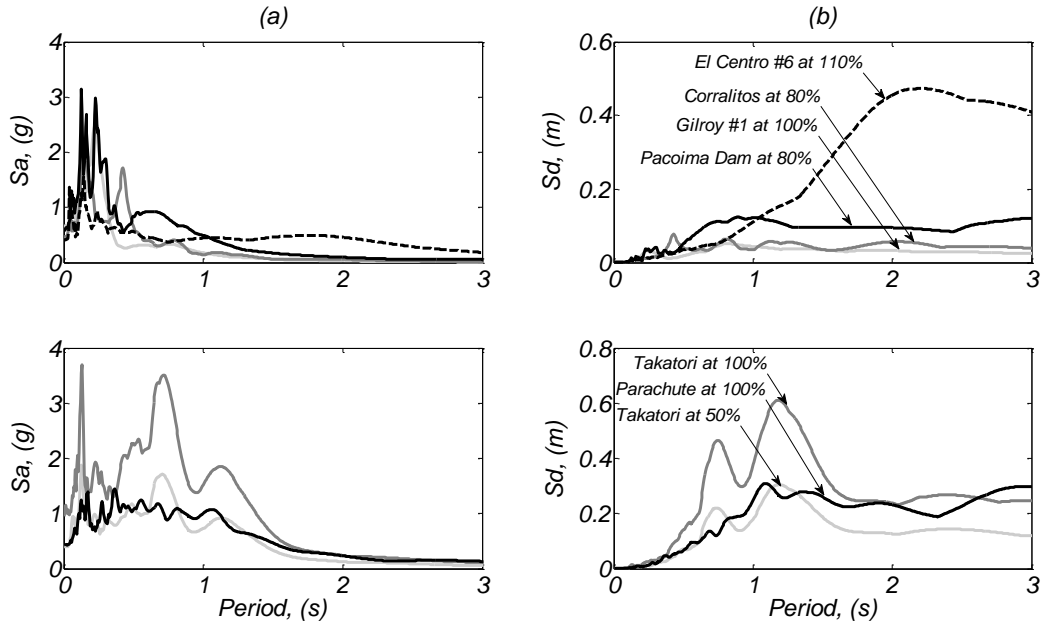 (a)
(b)
4
3
2
1
0
Sa, (g)
0
1
2
3
0.6
0.4
0.2
0
Sd, (m)
El Centro #6 at 110%
Corralitos at 80%
Gilroy #1 at 100%
Pacoima Dam at 80%
0
1
2
3
4
3
2
1
0
Sa, (g)
0
1
2
3
Period, (s)
0.8
0.6
0.4
0.2
0
Sd, (m)
Takatori at 100%
Parachute at 100%
Takatori at 50%
0
1
2
3
Period, (s)